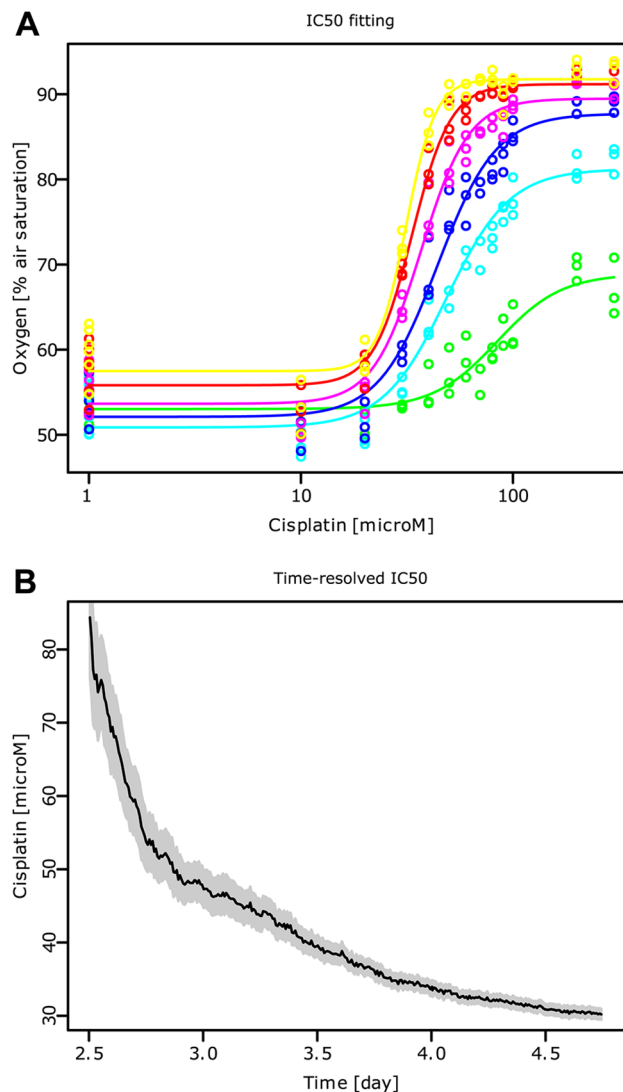 A
IC50 fitting
Oxygen [% air saturation]
90
80
70
60
50
1
10
100
Cisplatin [microM]
B
Time-resolved IC50
Cisplatin [microM]
80
70
60
50
40
30
2.5
3.0
3.5
4.0
4.5
Time [day]